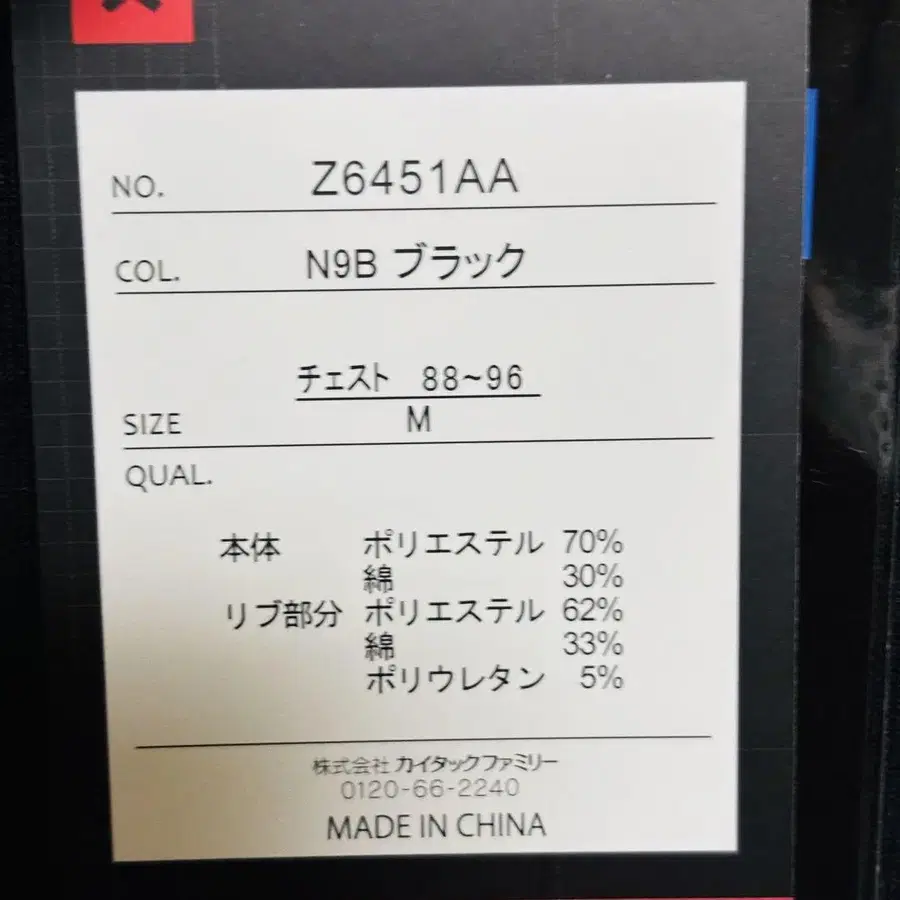 NO. Z6451AA
COL. N9B ブラック
チェスト 88~96
SIZE M
QUAL.
本体 ポリエステル 70%
綿 30%
リブ部分 ポリエステル 62%
綿 33%
ポリウレタン 5%
株式会社 カイタックファミリー
0120-66-2240
MADE IN CHINA